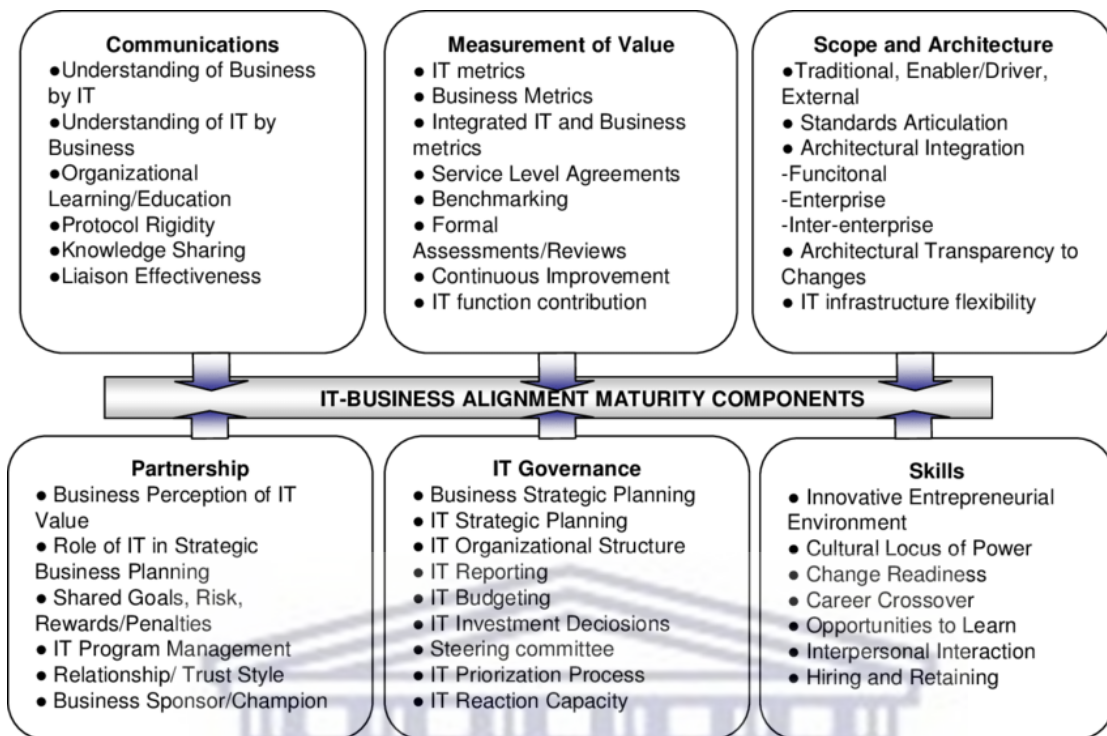 Communications
●Understanding of Business
by IT
●Understanding of IT by
Business
●Organizational
Learning/Education
●Protocol Rigidity
●Knowledge Sharing
●Liaison Effectiveness
Measurement of Value
● IT metrics
● Business Metrics
● Integrated IT and Business
metrics
● Service Level Agreements
● Benchmarking
● Formal
Assessments/Reviews
● Continuous Improvement
● IT function contribution
Scope and Architecture
●Traditional, Enabler/Driver,
External
● Standards Articulation
● Architectural Integration
-Funcitonal
-Enterprise
-Inter-enterprise
● Architectural Transparency to
Changes
● IT infrastructure flexibility
IT-BUSINESS ALIGNMENT MATURITY COMPONENTS
Partnership
● Business Perception of IT
Value
● Role of IT in Strategic
Business Planning
● Shared Goals, Risk,
Rewards/Penalties
● IT Program Management
● Relationship/ Trust Style
● Business Sponsor/Champion
IT Governance
● Business Strategic Planning
● IT Strategic Planning
● IT Organizational Structure
● IT Reporting
● IT Budgeting
● IT Investment Deciosions
● Steering committee
● IT Priorization Process
● IT Reaction Capacity
Skills
● Innovative Entrepreneurial
Environment
● Cultural Locus of Power
● Change Readiness
● Career Crossover
● Opportunities to Learn
● Interpersonal Interaction
● Hiring and Retaining